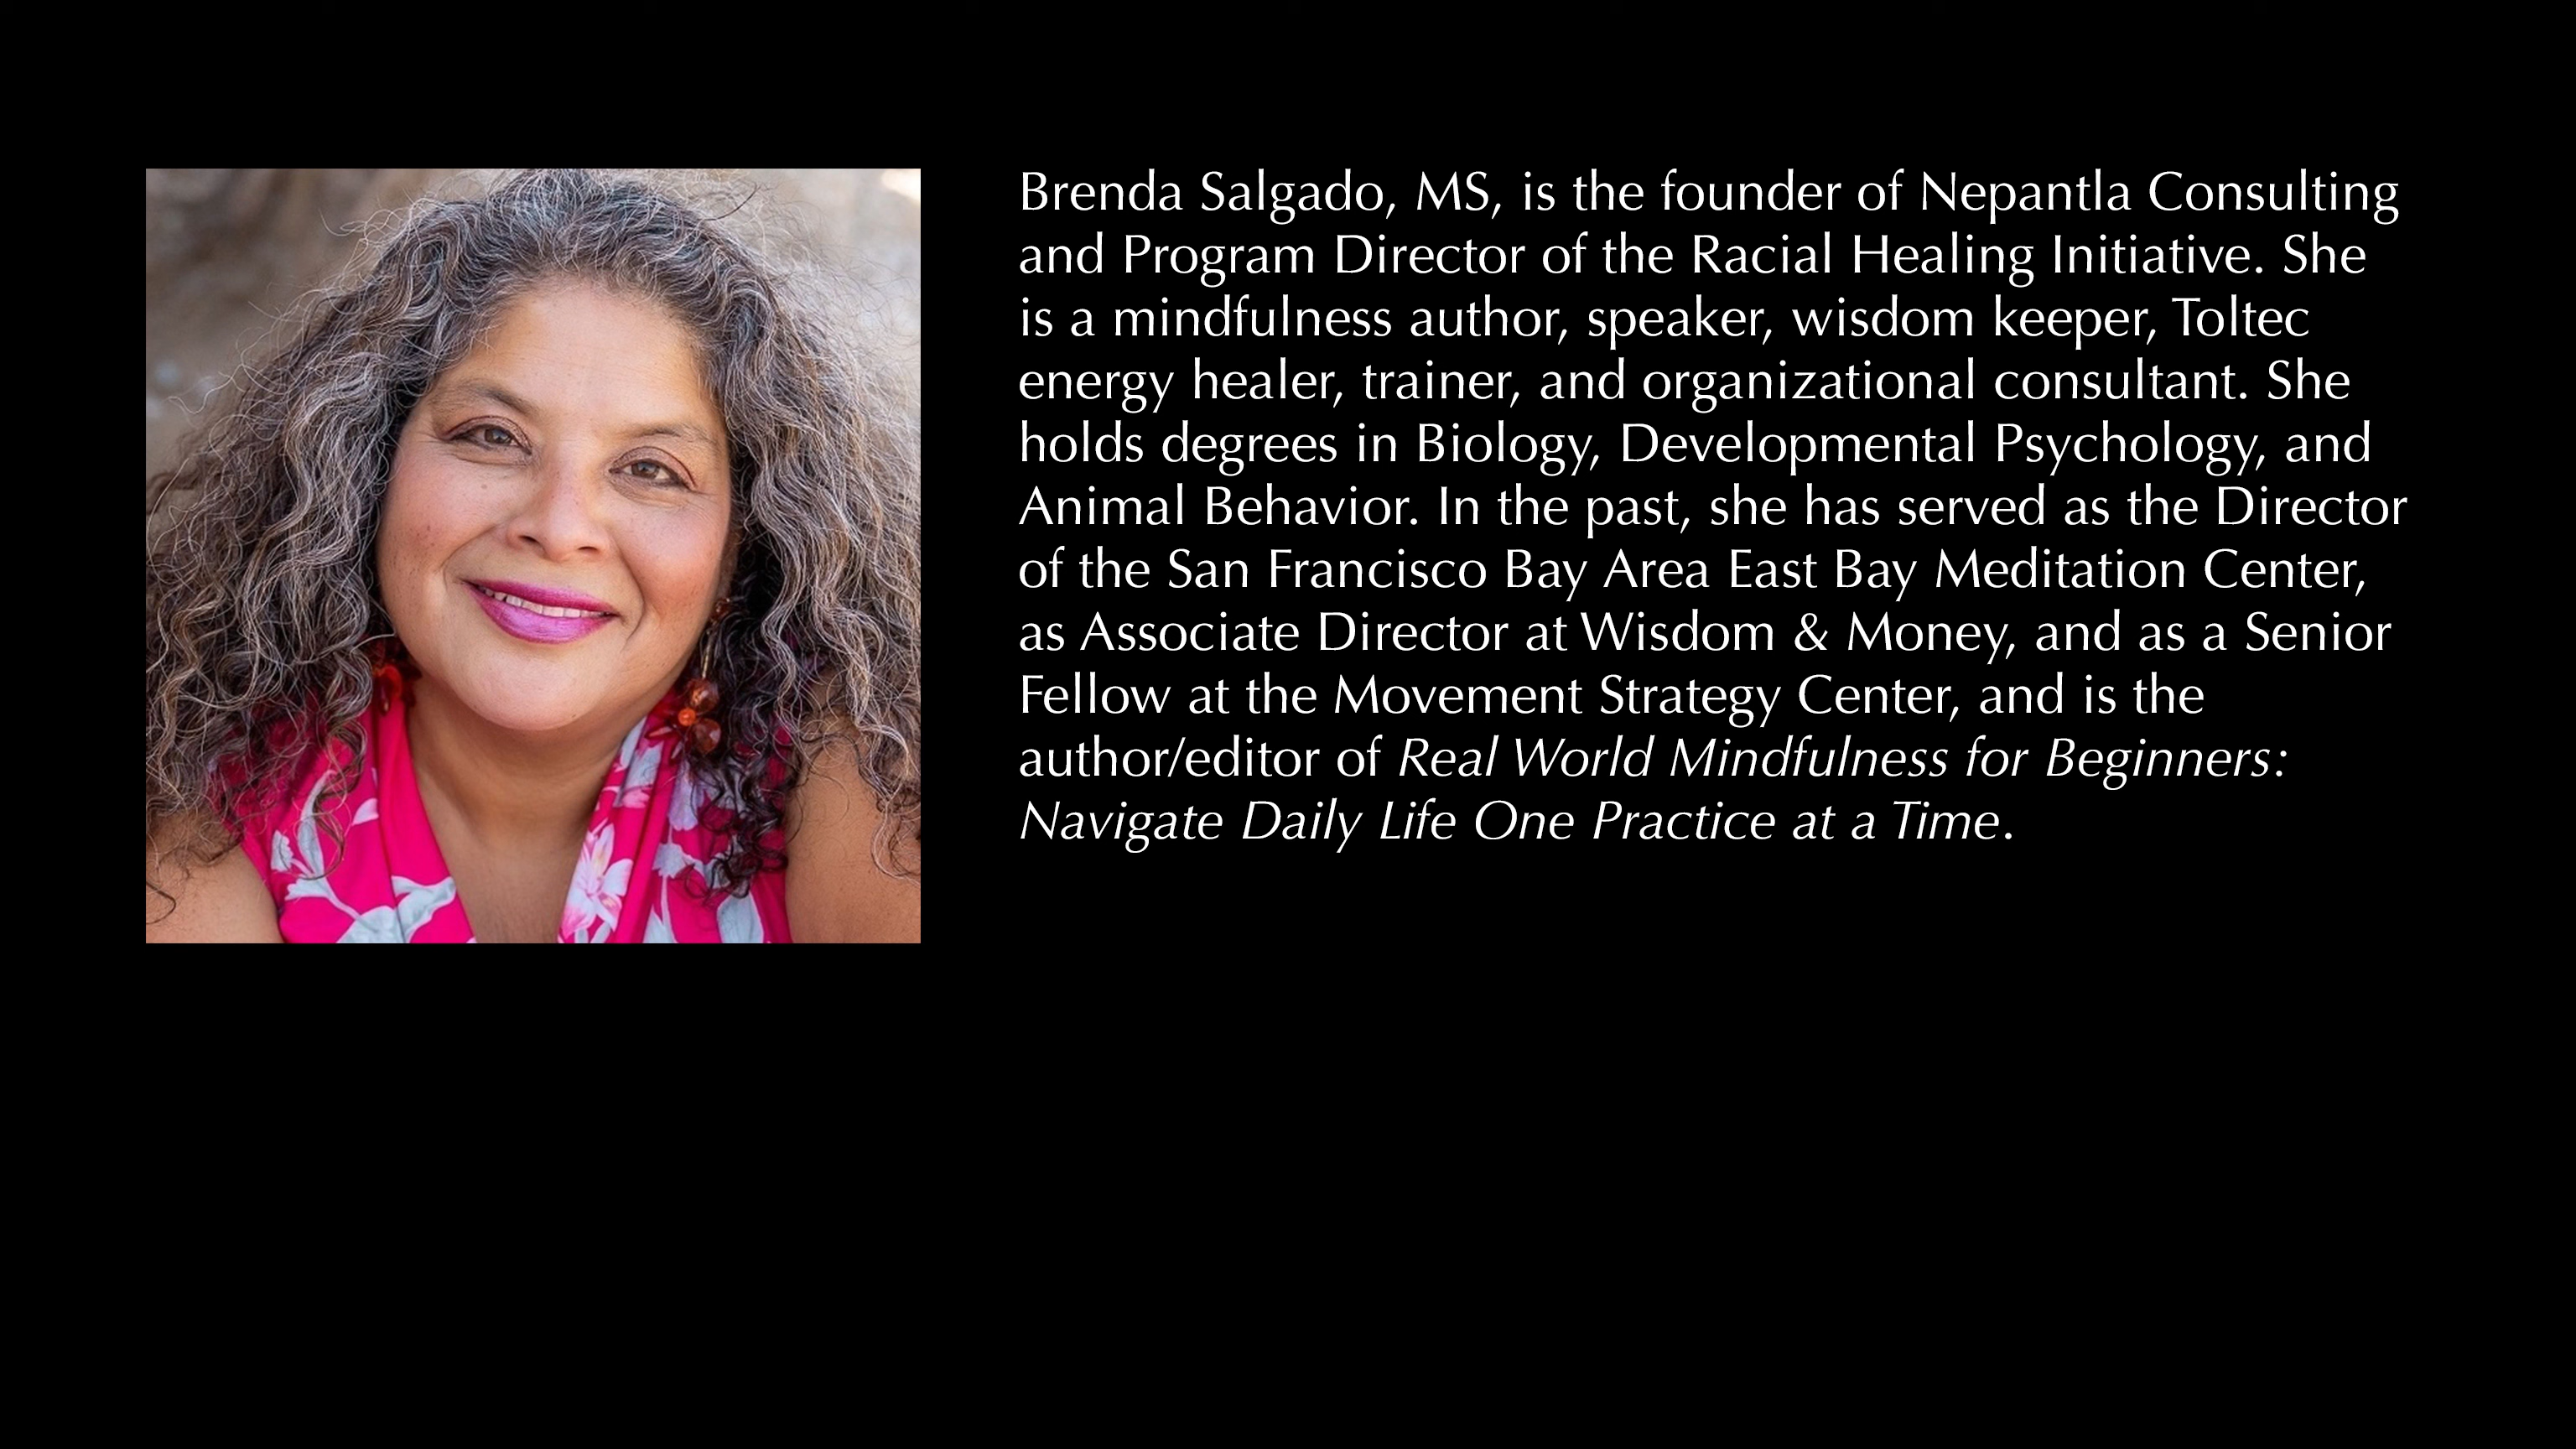 Brenda Salgado, MS, is the founder of Nepantla Consulting
and Program Director of the Racial Healing Initiative. She
is a mindfulness author, speaker, wisdom keeper, Toltec
energy healer, trainer, and organizational consultant. She
holds degrees in Biology, Developmental Psychology, and
Animal Behavior. In the past, she has served as the Director
of the San Francisco Bay Area East Bay Meditation Center,
as Associate Director at Wisdom & Money, and as a Senior
Fellow at the Movement Strategy Center, and is the
author/editor of Real World Mindfulness for Beginners:
Navigate Daily Life One Practice at a Time.